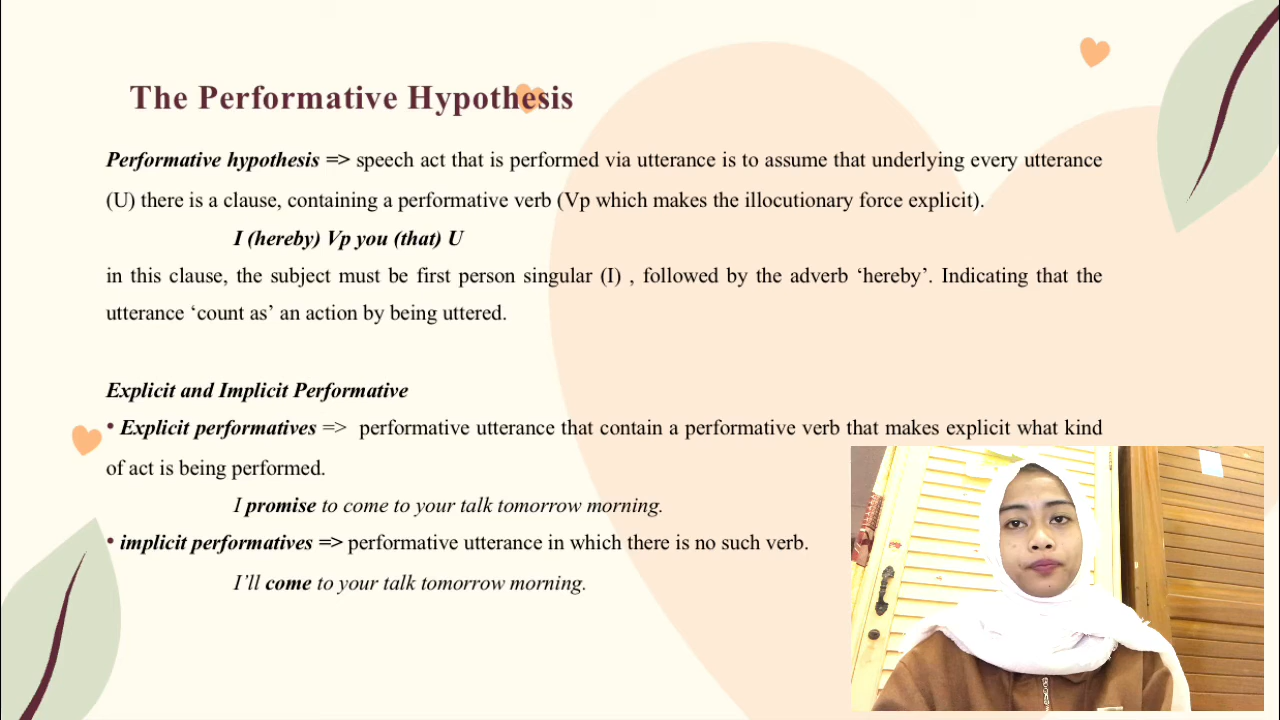 The Performative Hypothesis
Performative hypothesis => speech act that is performed via utterance is to assume that underlying every utterance
(U) there is a clause, containing a performative verb (Vp which makes the illocutionary force explicit).
I (hereby) Vp you (that) U
in this clause, the subject must be first person singular (I) , followed by the adverb ‘hereby’. Indicating that the
utterance ‘count as’ an action by being uttered.
Explicit and Implicit Performative
• Explicit performatives => performative utterance that contain a performative verb that makes explicit what kind
of act is being performed.
I promise to come to your talk tomorrow morning.
• implicit performatives => performative utterance in which there is no such verb.
I’ll come to your talk tomorrow morning.